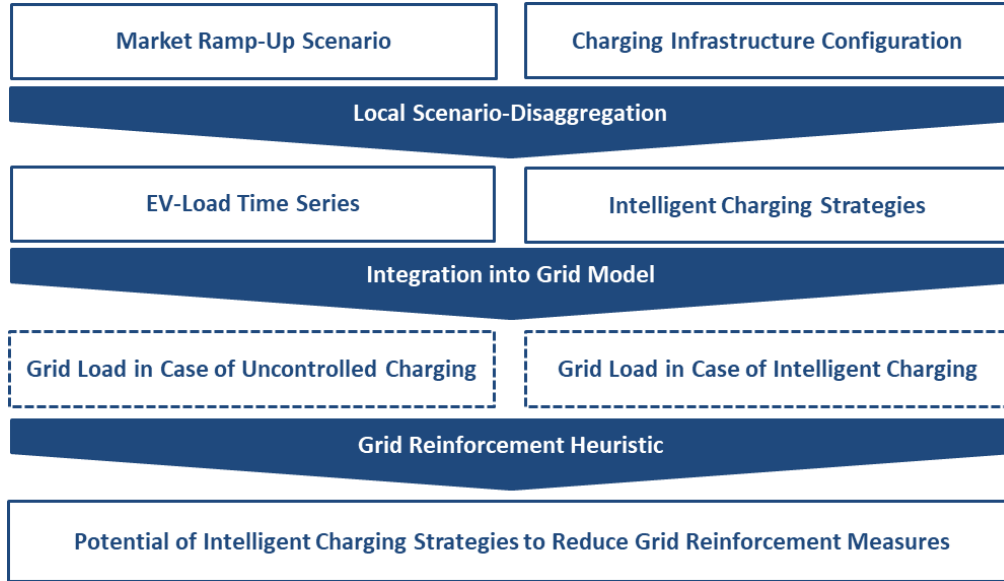 Market Ramp-Up Scenario
Charging Infrastructure Configuration
Local Scenario-Disaggregation
EV-Load Time Series
Intelligent Charging Strategies
Integration into Grid Model
Grid Load in Case of Uncontrolled Charging
Grid Load in Case of Intelligent Charging
Grid Reinforcement Heuristic
Potential of Intelligent Charging Strategies to Reduce Grid Reinforcement Measures